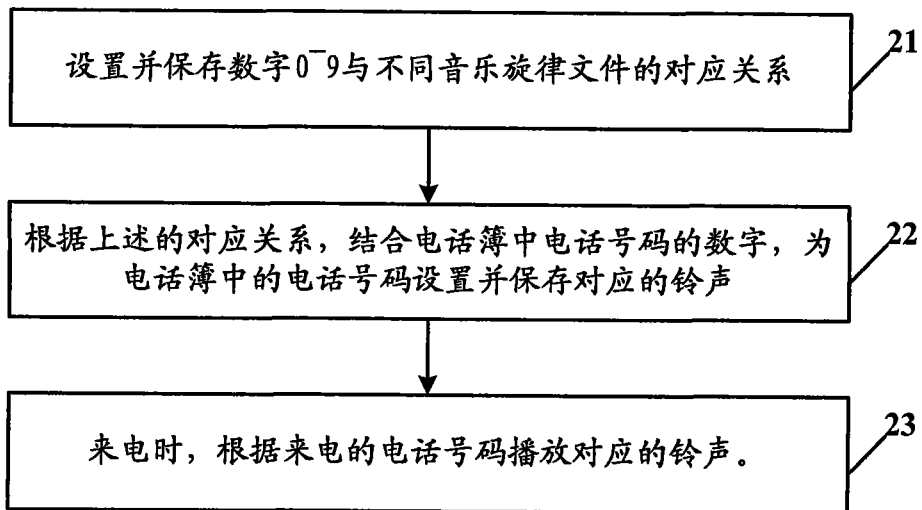 设置并保存数字0‾9与不同音乐旋律文件的对应关系
21
根据上述的对应关系，结合电话簿中电话号码的数字，为
电话簿中的电话号码设置并保存对应的铃声
22
来电时，根据来电的电话号码播放对应的铃声。
23